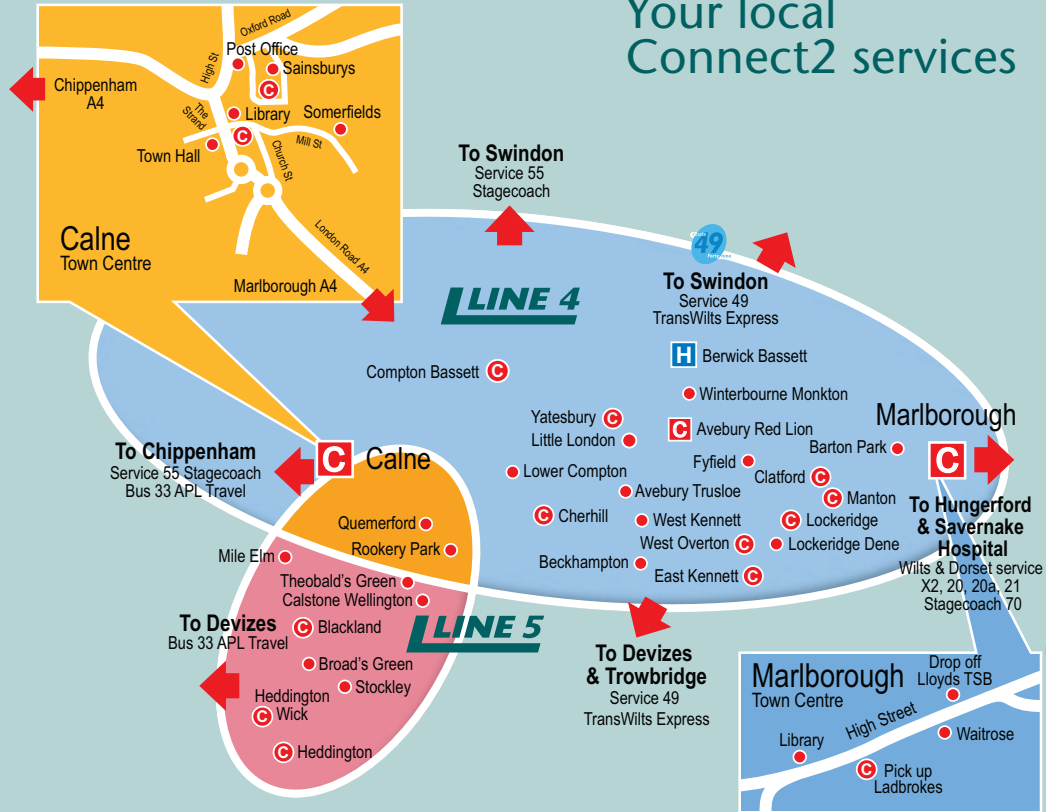 Your local
Connect2 services
Oxford Road
Post Office
High St
Sainsburys
C
Chippenham
A4
The
Strand
Library
Somerfields
C
Mill St
Town Hall
Church St
Calne
Town Centre
London Road A4
Marlborough A4
To Swindon
Service 55
Stagecoach
49
To Swindon
Service 49
TransWilts Express
LINE 4
H Berwick Bassett
Compton Bassett C
Winterbourne Monkton
Yatesbury C
C Avebury Red Lion
Little London
Marlborough
Barton Park
C
To Chippenham
Service 55 Stagecoach
Bus 33 APL Travel
C Calne
Lower Compton
Fyfield
Clatford C
Avebury Trusloe
C Manton
C Cherhill
West Kennett
C Lockeridge
Quemerford
West Overton C
Lockeridge Dene
Rookery Park
Beckhampton
East Kennett C
To Hungerford
& Savernake
Hospital
Wilts & Dorset service
X2, 20, 20a, 21
Stagecoach 70
Mile Elm
Theobald's Green
Calstone Wellington
To Devizes
Bus 33 APL Travel
C Blackland
LINE 5
Broad's Green
Stockley
Heddington
C Wick
C Heddington
To Devizes
& Trowbridge
Service 49
TransWilts Express
Marlborough
Town Centre
Drop off
Lloyds TSB
High Street
Waitrose
Library
C Pick up
Ladbrokes